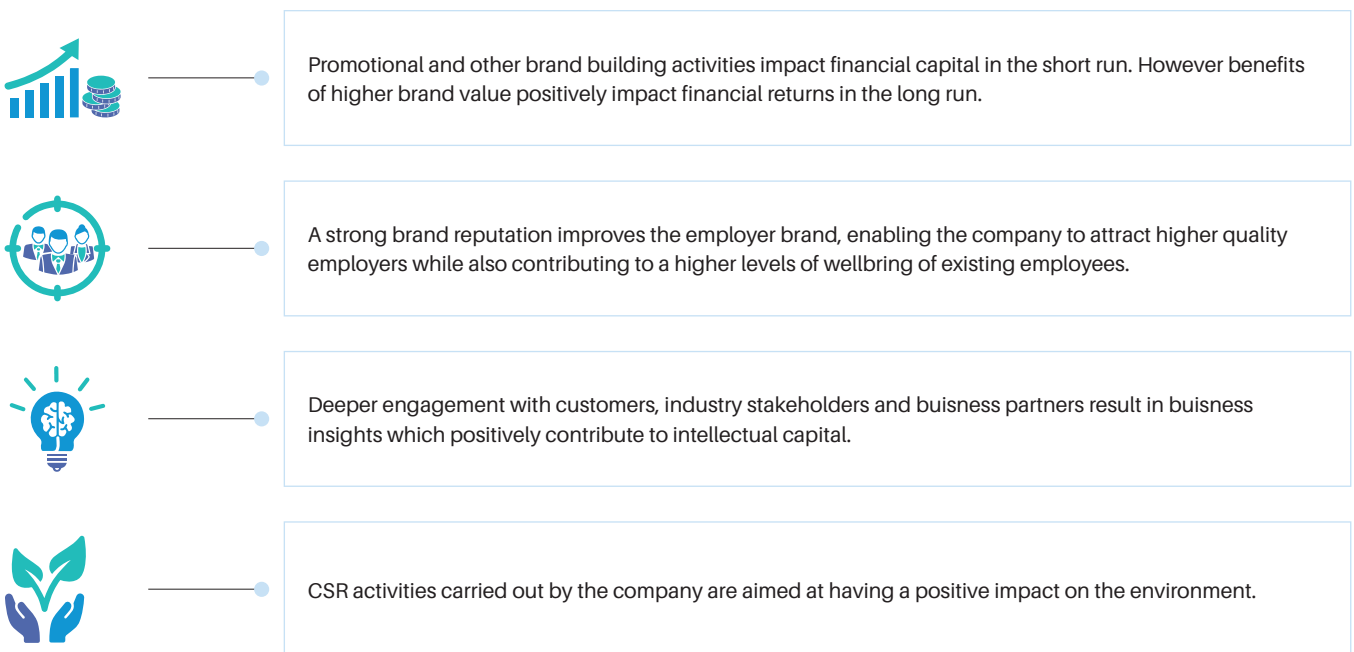 Promotional and other brand building activities impact financial capital in the short run. However benefits
of higher brand value positively impact financial returns in the long run.
A strong brand reputation improves the employer brand, enabling the company to attract higher quality
employers while also contributing to a higher levels of wellbring of existing employees.
Deeper engagement with customers, industry stakeholders and buisness partners result in buisness
insights which positively contribute to intellectual capital.
CSR activities carried out by the company are aimed at having a positive impact on the environment.